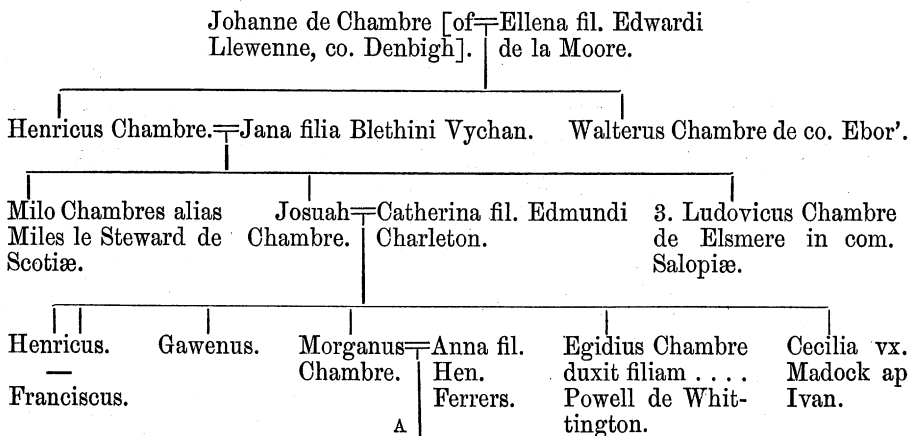 Johanne de Chambre [of
Llewenne, co. Denbigh].
Ellena fil. Edwardi
de la Moore.
Henricus Chambre.
Jana filia Blethini Vychan.
Walterus Chambre de co. Ebor'.
Milo Chambres alias
Miles le Steward de
Scotiæ.
Josuah
Chambre.
Catherina fil. Edmundi
Charleton.
3. Ludovicus Chambre
de Elsmere in com.
Salopiæ.
Henricus.
—
Franciscus.
Gawenus.
Morganus
Chambre.
Anna fil.
Hen.
Ferrers.
Egidius Chambre
duxit filiam . . . .
Powell de Whit-
tington.
Cecilia vx.
Madock ap
Ivan.
A